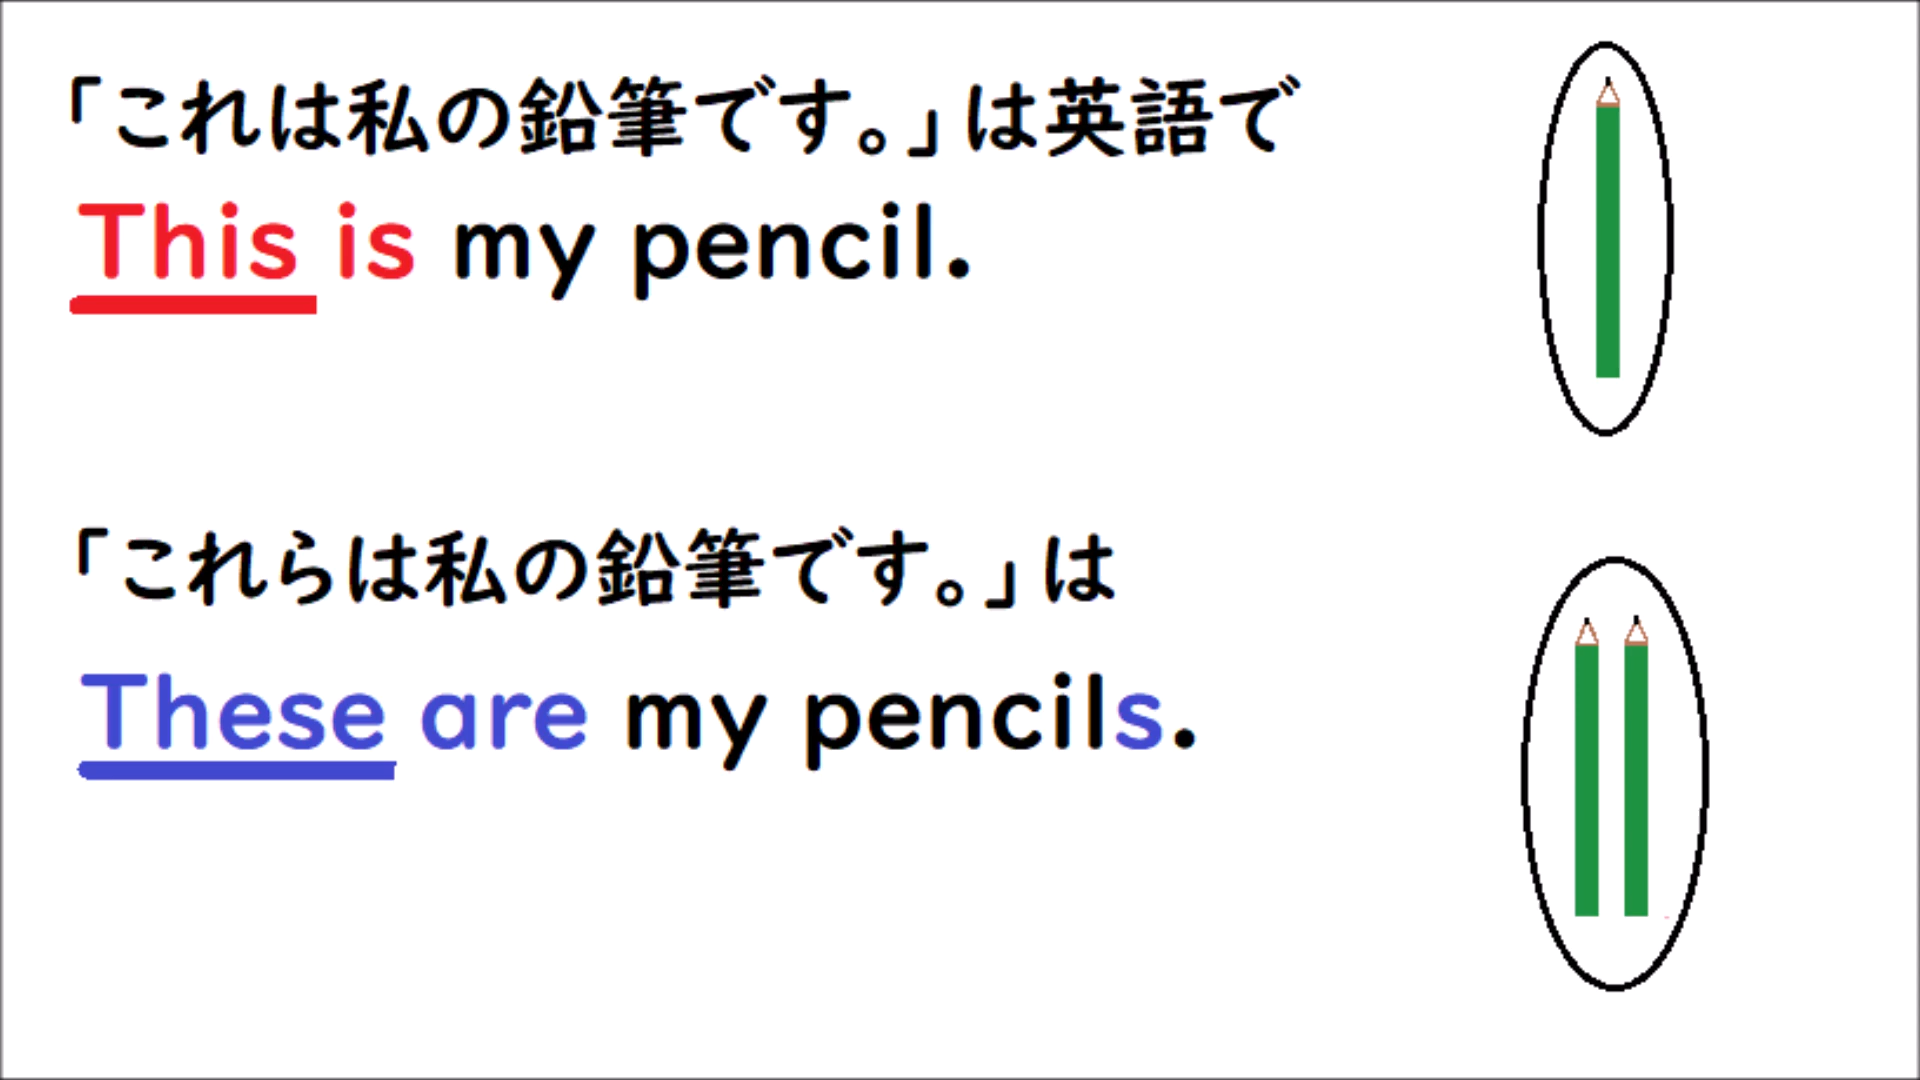 「これは私の鉛筆です。」は英語で
This is my pencil.
「これらは私の鉛筆です。」は
These are my pencils.